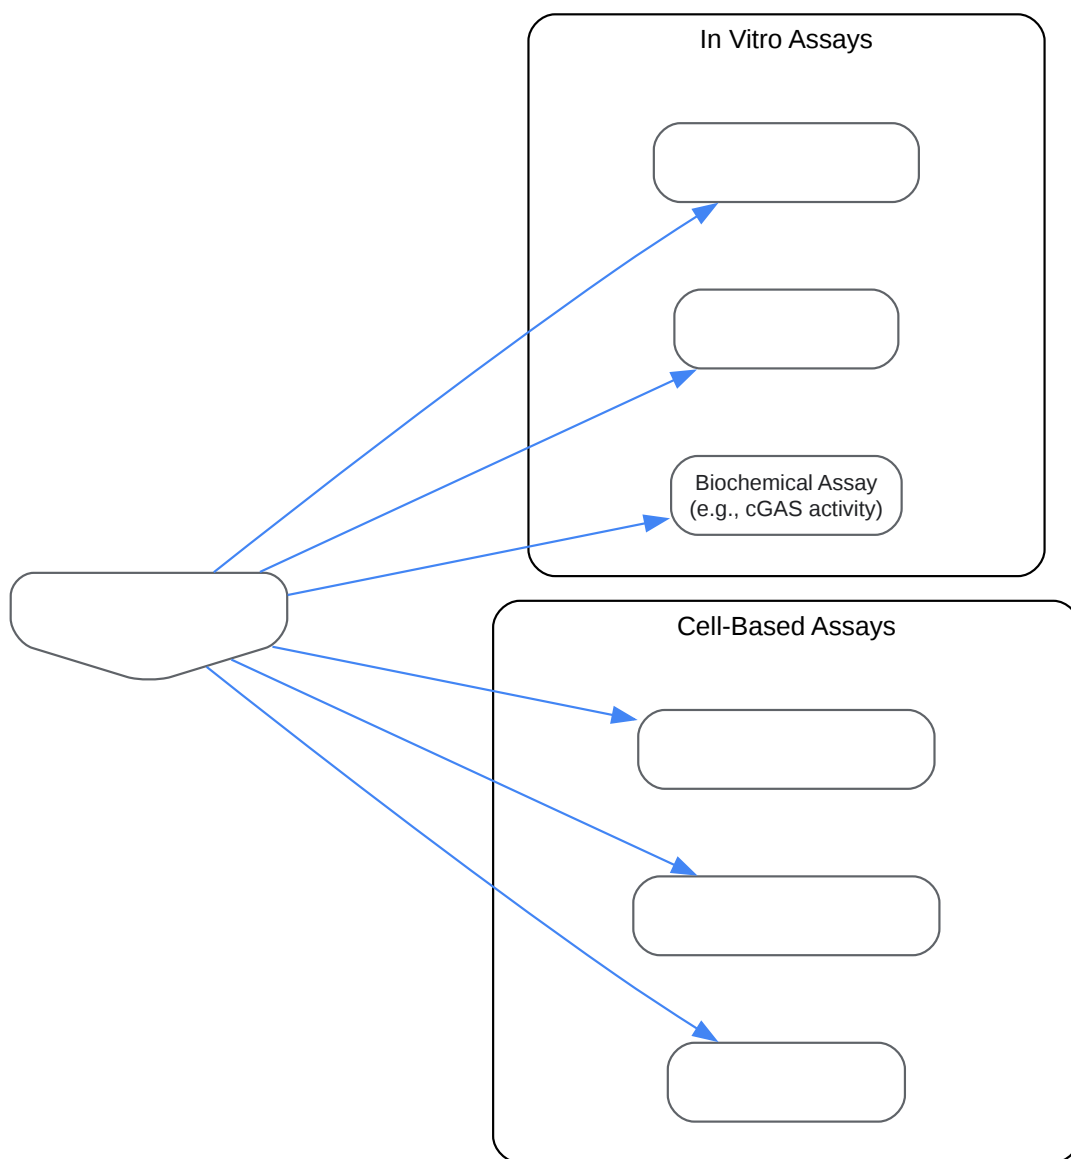 In Vitro Assays
Biochemical Assay
(e.g., cGAS activity)
Cell-Based Assays